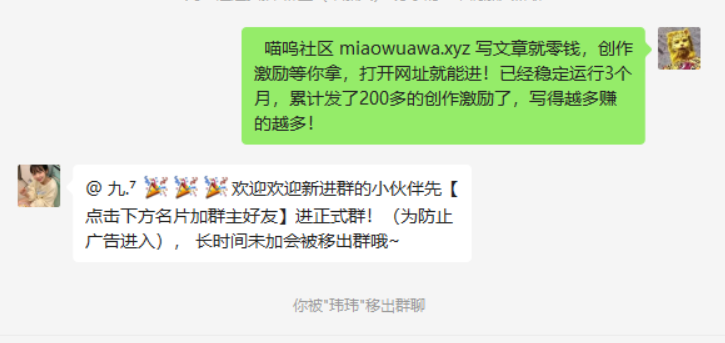 喵呜社区 miaowuawa.xyz 写文章就零钱，创作
激励等你拿，打开网址就能进！已经稳定运行3个
月，累计发了200多的创作激励了，写得越多赚
的越多！
@ 九.⁷ 🎉 🎉 🎉 欢迎欢迎新进群的小伙伴先【
点击下方名片加群主好友】进正式群！（为防止
广告进入），长时间未加会被移出群哦~
你被"玮玮"移出群聊